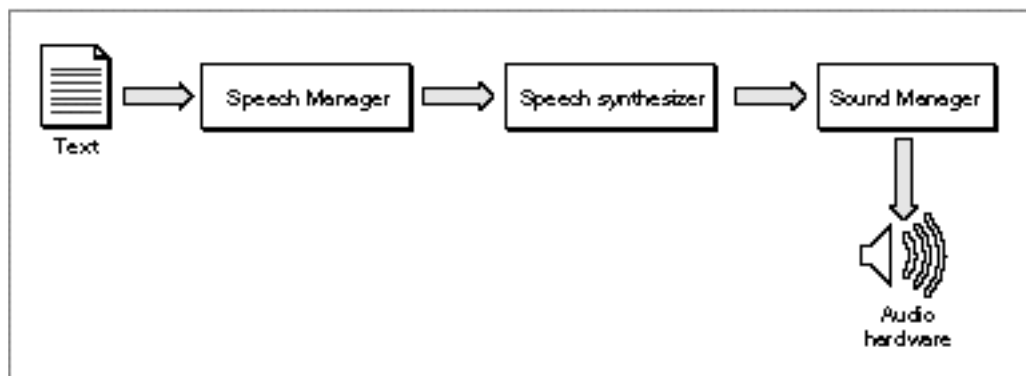 Text
Speech Manager
Speech synthesizer
Sound Manager
Audio
hardware